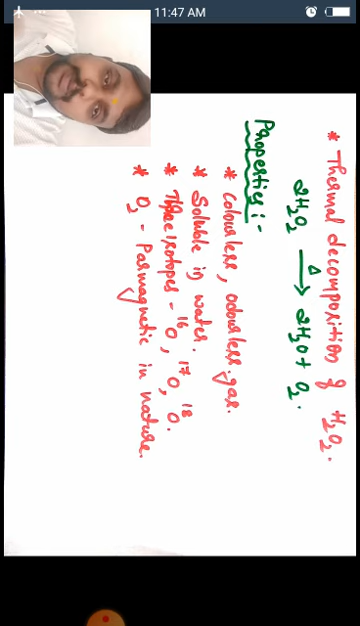 11:47 AM
* Thermal decomposition of H₂O₂.
2H₂O₂ —Δ→ 2H₂O + O₂.
Properties :-
* Colourless, odourless gas.
* Soluble in water.
* Three isotopes - ¹⁶O, ¹⁷O, ¹⁸O.
* O₂ - Parmagnetic in nature.